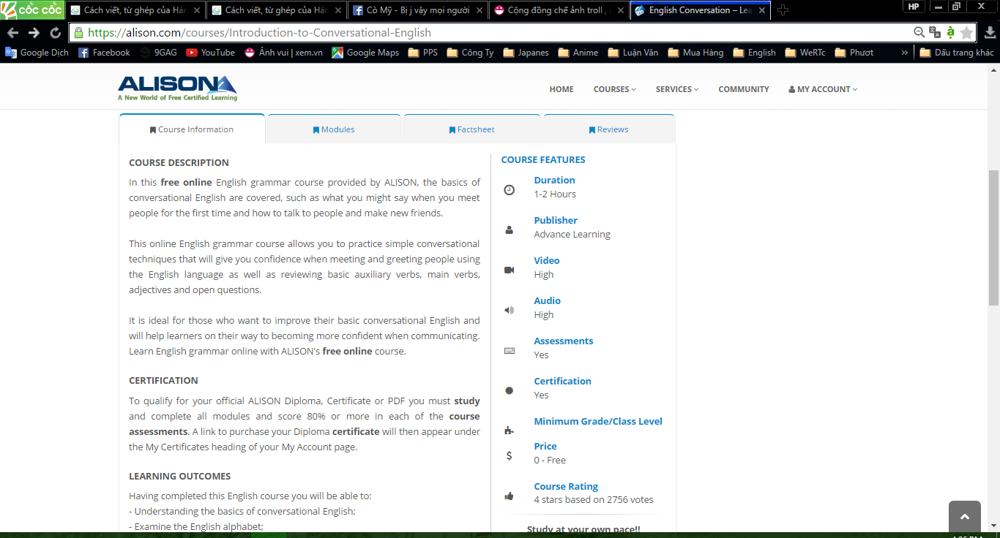 cốc cốc
Cách viết, từ ghép của Hán
Cách viết, từ ghép của Hán
Cò Mỹ - Bị j vậy mọi người
Cộng đồng chế ảnh troll ,
English Conversation – Lea
HP
https://alison.com/courses/Introduction-to-Conversational-English
Google Dịch
Facebook
9GAG
YouTube
Ảnh vui | xem.vn
Google Maps
PPS
Công Ty
Japanes
Anime
Luận Văn
Mua Hàng
English
WeRTc
Phượt
»
Dấu trang khác
ALISON
A New World of Free Certified Learning
HOME
COURSES
SERVICES
COMMUNITY
MY ACCOUNT
Course Information
Modules
Factsheet
Reviews
COURSE DESCRIPTION
In this free online English grammar course provided by ALISON, the basics of
conversational English are covered, such as what you might say when you meet
people for the first time and how to talk to people and make new friends.
This online English grammar course allows you to practice simple conversational
techniques that will give you confidence when meeting and greeting people using
the English language as well as reviewing basic auxiliary verbs, main verbs,
adjectives and open questions.
It is ideal for those who want to improve their basic conversational English and
will help learners on their way to becoming more confident when communicating.
Learn English grammar online with ALISON's free online course.
CERTIFICATION
To qualify for your official ALISON Diploma, Certificate or PDF you must study
and complete all modules and score 80% or more in each of the course
assessments. A link to purchase your Diploma certificate will then appear under
the My Certificates heading of your My Account page.
LEARNING OUTCOMES
Having completed this English course you will be able to:
- Understanding the basics of conversational English;
- Examine the English alphabet;
COURSE FEATURES
Duration
1-2 Hours
Publisher
Advance Learning
Video
High
Audio
High
Assessments
Yes
Certification
Yes
Minimum Grade/Class Level
Price
0 - Free
Course Rating
4 stars based on 2756 votes
Study at your own pace!!